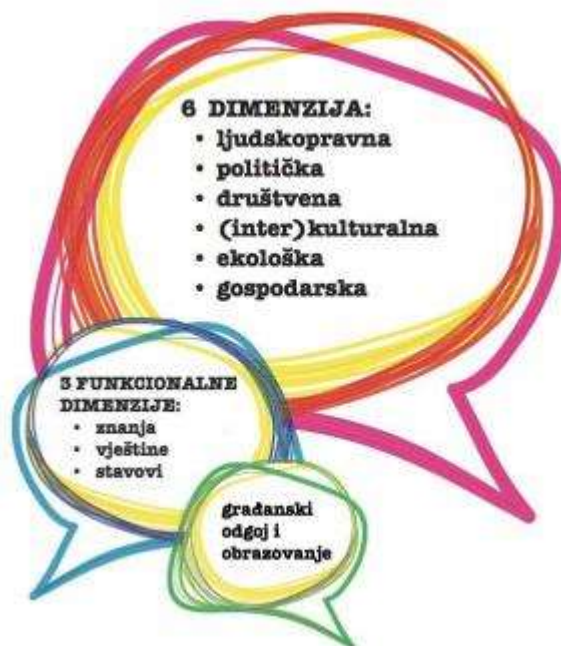 6 DIMENZIJA:
• ljudskopravna
• politička
• društvena
• (inter)kulturalna
• ekološka
• gospodarska
3 FUNKCIONALNE
DIMENZIJE:
• znanja
• vještine
• stavovi
građanski
odgoj i
obrazovanje